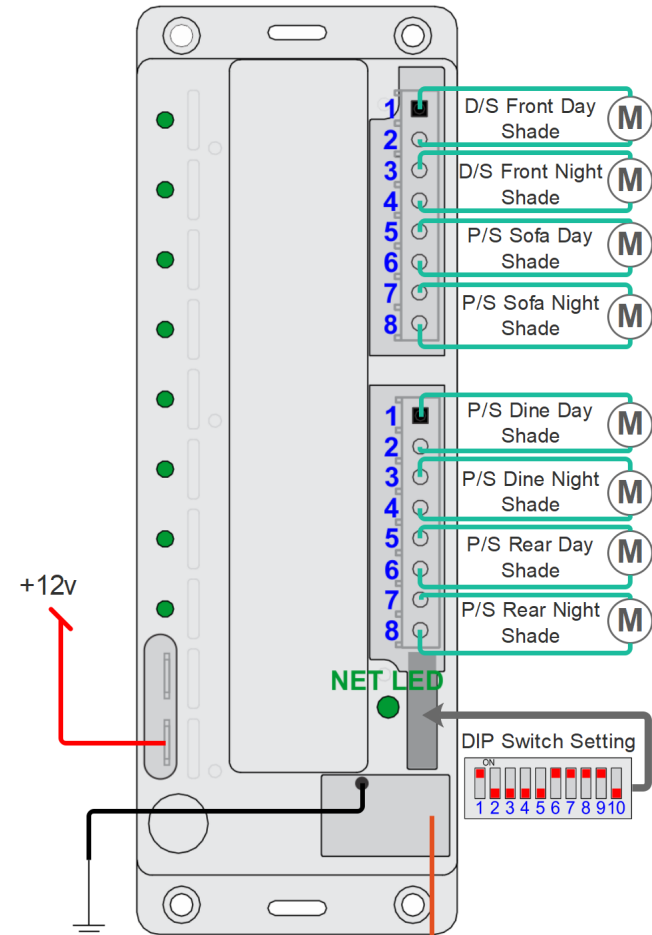 1
2
3
4
5
6
7
8
D/S Front Day
Shade
M
D/S Front Night
Shade
M
P/S Sofa Day
Shade
M
P/S Sofa Night
Shade
M
1
2
3
4
5
6
7
8
P/S Dine Day
Shade
M
P/S Dine Night
Shade
M
P/S Rear Day
Shade
M
P/S Rear Night
Shade
M
+12v
NET LED
DIP Switch Setting
ON
1 2 3 4 5 6 7 8 9 10